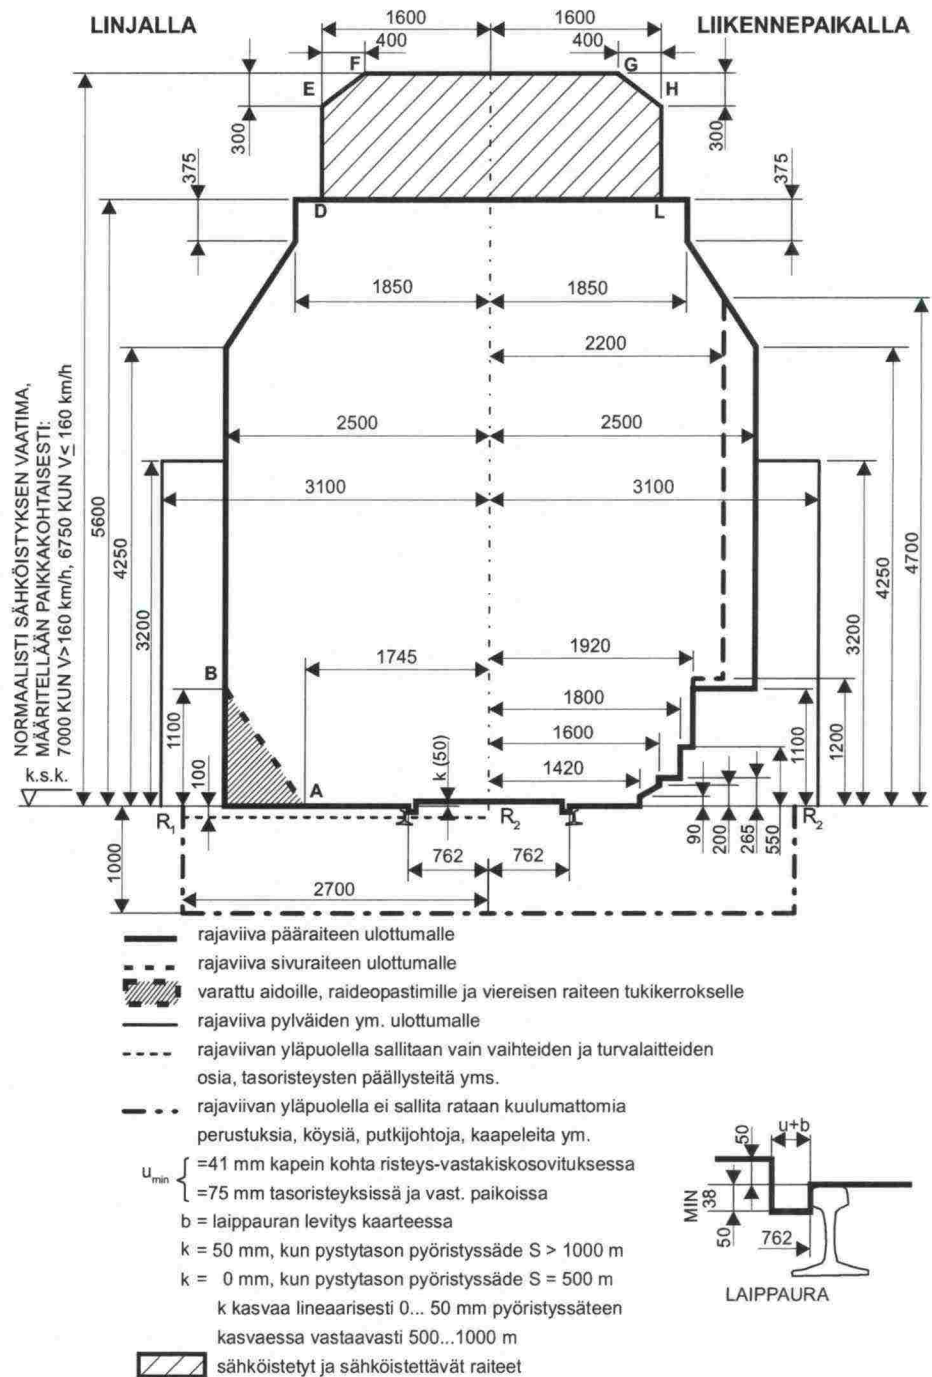 LINJALLA
LIIKENNEPAIKALLA
1600 1600
400 400
F G
E H
300 300
375 375
D L
1850 1850
2200
2500 2500
3100 3100
NORMAALISTI SÄHKÖISTYKSEN VAATIMA,
MÄÄRITELLÄÄN PAIKKAKOHTAISESTI:
7000 KUN V>160 km/h, 6750 KUN V≤ 160 km/h
5600
4250
3200
4700
4250
3200
1745 1920
B
1800
1600
1420
1100
100
k (50)
1100
1200
k.s.k.
A
R₁ R₂ R₂
90
200
265
550
1000
762 762
2700
rajaviiva pääraiteen ulottumalle
rajaviiva sivuraiteen ulottumalle
varattu aidoille, raideopastimille ja viereisen raiteen tukikerrokselle
rajaviiva pylväiden ym. ulottumalle
rajaviivan yläpuolella sallitaan vain vaihteiden ja turvalaitteiden
osia, tasoristeysten päällysteitä yms.
rajaviivan yläpuolella ei sallita rataan kuulumattomia
perustuksia, köysiä, putkijohtoja, kaapeleita ym.
u min { =41 mm kapein kohta risteys-vastakiskosovituksessa
=75 mm tasoristeyksissä ja vast. paikoissa
b = laippauran levitys kaarteessa
k = 50 mm, kun pystytason pyöristyssäde S > 1000 m
k = 0 mm, kun pystytason pyöristyssäde S = 500 m
k kasvaa lineaarisesti 0... 50 mm pyöristyssäteen
kasvaessa vastaavasti 500...1000 m
sähköistetyt ja sähköistettävät raiteet
50
u+b
MIN
38
50
762
LAIPPAURA